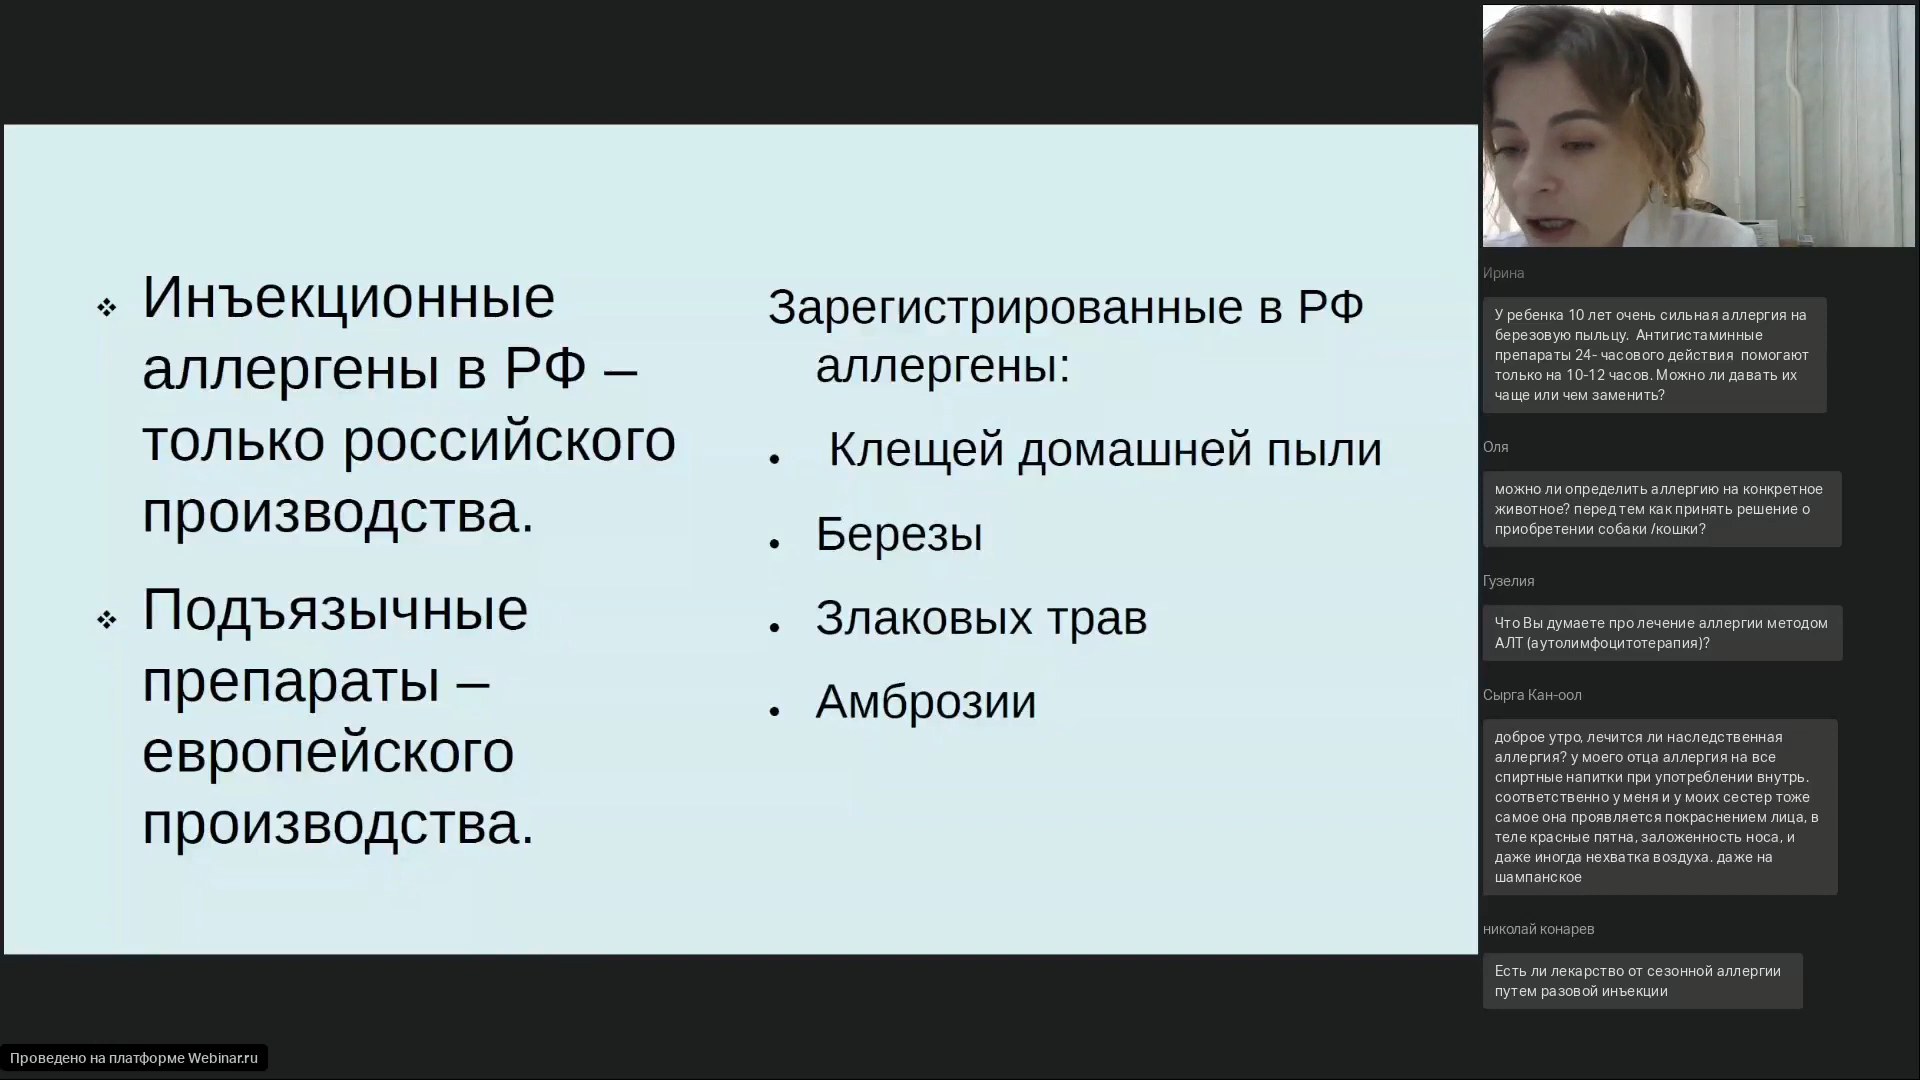 Инъекционные
аллергены в РФ –
только российского
производства.
Подъязычные
препараты –
европейского
производства.
Зарегистрированные в РФ
аллергены:
Клещей домашней пыли
Березы
Злаковых трав
Амброзии
Ирина
У ребенка 10 лет очень сильная аллергия на
березовую пыльцу. Антигистаминные
препараты 24- часового действия помогают
только на 10-12 часов. Можно ли давать их
чаще или чем заменить?
Оля
можно ли определить аллергию на конкретное
животное? перед тем как принять решение о
приобретении собаки /кошки?
Гузелия
Что Вы думаете про лечение аллергии методом
АЛТ (аутолимфоцитотерапия)?
Сырга Кан-оол
доброе утро, лечится ли наследственная
аллергия? у моего отца аллергия на все
спиртные напитки при употреблении внутрь.
соответственно у меня и у моих сестер тоже
самое она проявляется покраснением лица, в
теле красные пятна, заложенность носа, и
даже иногда нехватка воздуха. даже на
шампанское
николай конарев
Есть ли лекарство от сезонной аллергии
путем разовой инъекции
Проведено на платформе Webinar.ru